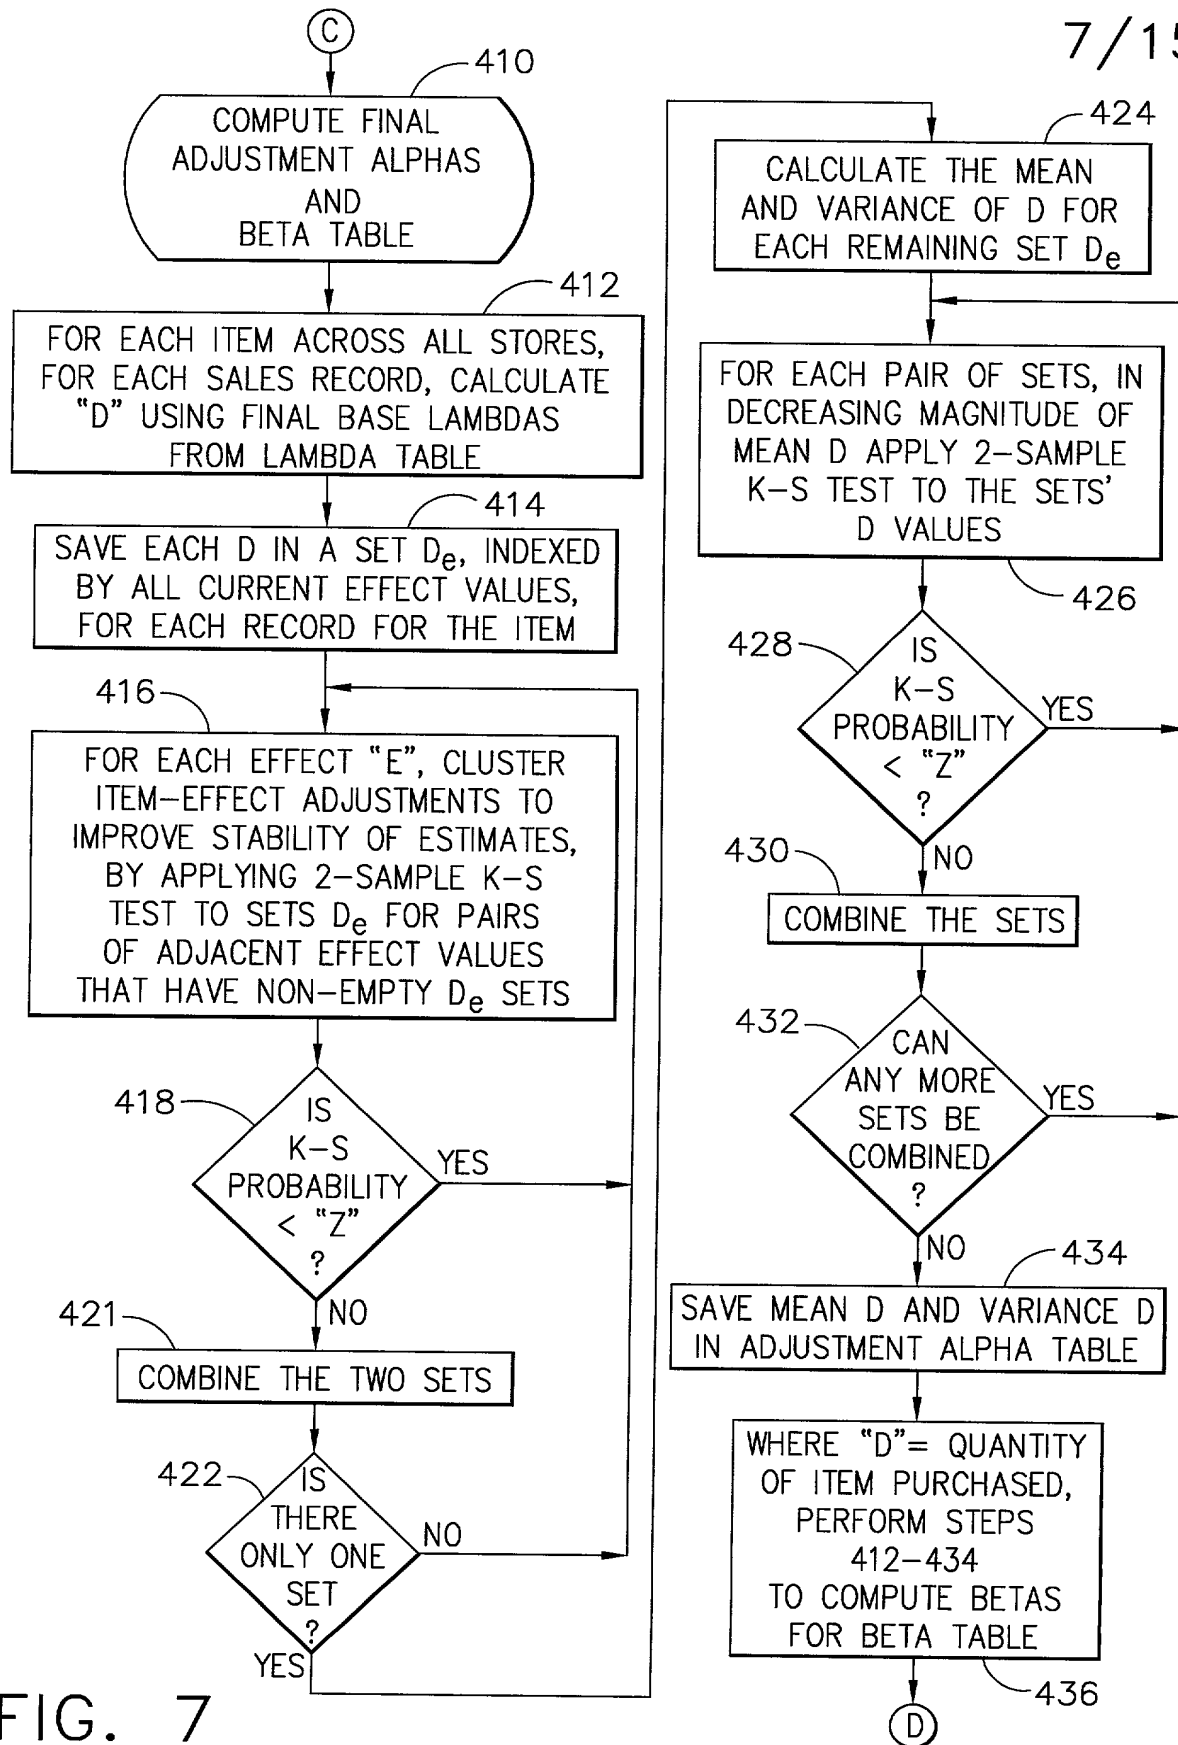 C
7/15
410
COMPUTE FINAL
ADJUSTMENT ALPHAS
AND
BETA TABLE
412
FOR EACH ITEM ACROSS ALL STORES,
FOR EACH SALES RECORD, CALCULATE
"D" USING FINAL BASE LAMBDAS
FROM LAMBDA TABLE
414
SAVE EACH D IN A SET De, INDEXED
BY ALL CURRENT EFFECT VALUES,
FOR EACH RECORD FOR THE ITEM
416
FOR EACH EFFECT "E", CLUSTER
ITEM-EFFECT ADJUSTMENTS TO
IMPROVE STABILITY OF ESTIMATES,
BY APPLYING 2-SAMPLE K-S
TEST TO SETS De FOR PAIRS
OF ADJACENT EFFECT VALUES
THAT HAVE NON-EMPTY De SETS
418
IS
K-S
PROBABILITY
< "Z"
?
YES
NO
421
COMBINE THE TWO SETS
422
IS
THERE
ONLY ONE
SET
?
NO
YES
424
CALCULATE THE MEAN
AND VARIANCE OF D FOR
EACH REMAINING SET De
FOR EACH PAIR OF SETS, IN
DECREASING MAGNITUDE OF
MEAN D APPLY 2-SAMPLE
K-S TEST TO THE SETS'
D VALUES
426
428
IS
K-S
PROBABILITY
< "Z"
?
YES
NO
430
COMBINE THE SETS
432
CAN
ANY MORE
SETS BE
COMBINED
?
YES
NO
434
SAVE MEAN D AND VARIANCE D
IN ADJUSTMENT ALPHA TABLE
WHERE "D"= QUANTITY
OF ITEM PURCHASED,
PERFORM STEPS
412-434
TO COMPUTE BETAS
FOR BETA TABLE
436
D
FIG. 7